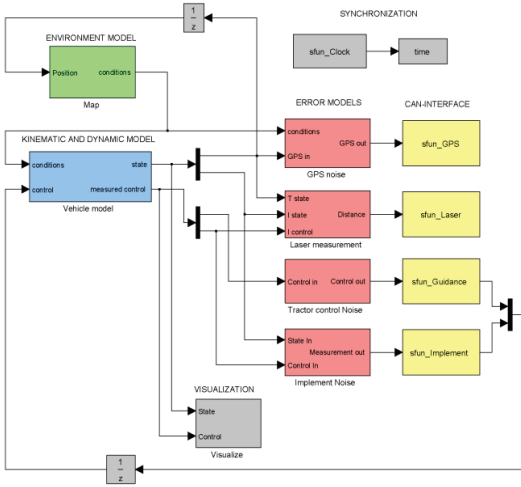 1
z
SYNCHRONIZATION
sfun_Clock
time
ENVIRONMENT MODEL
Position
conditions
Map
ERROR MODELS
CAN-INTERFACE
conditions
GPS in
GPS out
GPS noise
sfun_GPS
KINEMATIC AND DYNAMIC MODEL
conditions
control
state
measured control
Vehicle model
T state
I state
I control
Distance
Laser measurement
sfun_Laser
Control in
Control out
Tractor control Noise
sfun_Guidance
State In
Control In
Measurement out
Implement Noise
sfun_Implement
VISUALIZATION
State
Control
Visualize
1
z